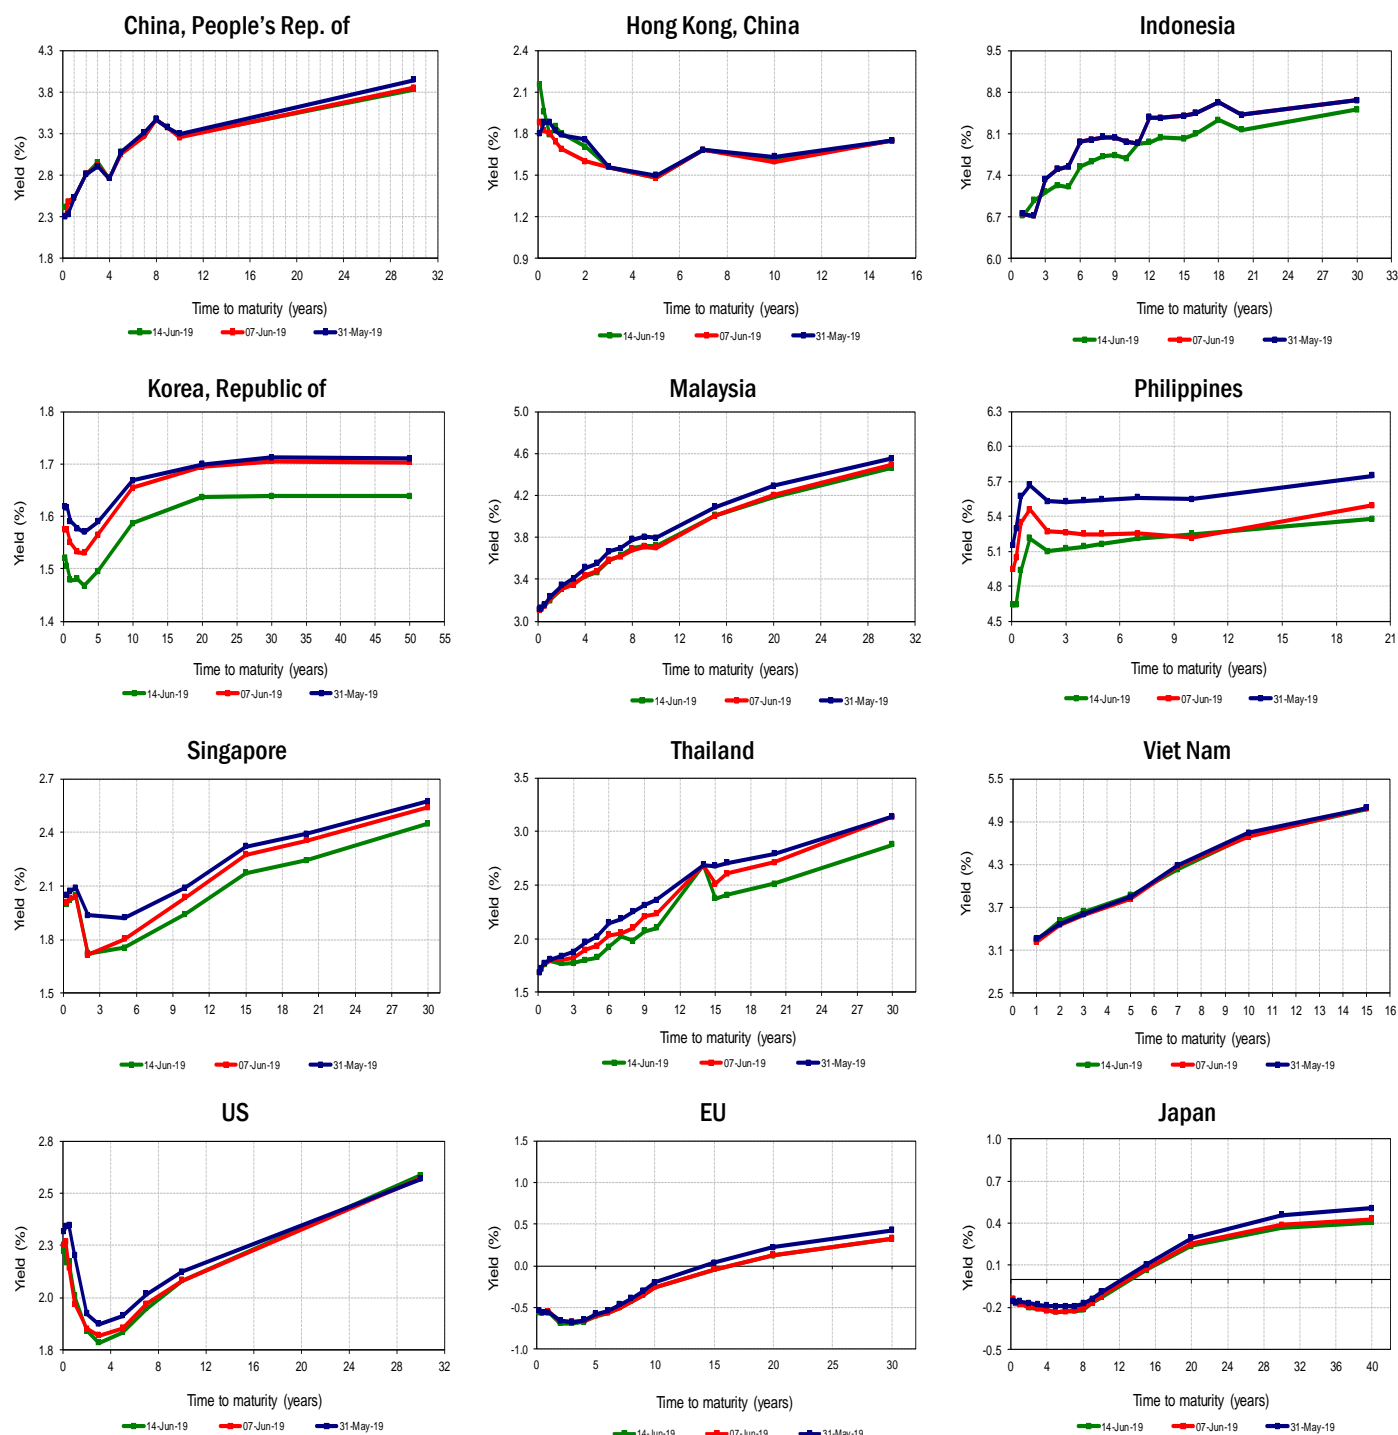 China, People's Rep. of
Hong Kong, China
Indonesia
4.3
3.8
3.3
2.8
2.3
1.8
Yield (%)
0 4 8 12 16 20 24 28 32
Time to maturity (years)
14-Jun-19 07-Jun-19 31-May-19
2.4
2.1
1.8
1.5
1.2
0.9
Yield (%)
0 2 4 6 8 10 12 14 16
Time to maturity (years)
14-Jun-19 07-Jun-19 31-May-19
9.5
8.8
8.1
7.4
6.7
6.0
Yield (%)
0 3 6 9 12 15 18 21 24 27 30 33
Time to maturity (years)
14-Jun-19 07-Jun-19 31-May-19
Korea, Republic of
Malaysia
Philippines
1.8
1.7
1.6
1.5
1.4
Yield (%)
0 5 10 15 20 25 30 35 40 45 50 55
Time to maturity (years)
14-Jun-19 07-Jun-19 31-May-19
5.0
4.6
4.2
3.8
3.4
3.0
Yield (%)
0 4 8 12 16 20 24 28 32
Time to maturity (years)
14-Jun-19 07-Jun-19 31-May-19
6.3
6.0
5.7
5.4
5.1
4.8
4.5
Yield (%)
0 3 6 9 12 15 18 21
Time to maturity (years)
14-Jun-19 07-Jun-19 31-May-19
Singapore
Thailand
Viet Nam
2.7
2.4
2.1
1.8
1.5
Yield (%)
0 3 6 9 12 15 18 21 24 27 30
Time to maturity (years)
14-Jun-19 07-Jun-19 31-May-19
3.5
3.0
2.5
2.0
1.5
Yield (%)
0 3 6 9 12 15 18 21 24 27 30
Time to maturity (years)
14-Jun-19 07-Jun-19 31-May-19
5.5
4.9
4.3
3.7
3.1
2.5
Yield (%)
0 1 2 3 4 5 6 7 8 9 10 11 12 13 14 15 16
Time to maturity (years)
14-Jun-19 07-Jun-19 31-May-19
US
EU
Japan
2.8
2.5
2.3
2.0
1.8
Yield (%)
0 4 8 12 16 20 24 28 32
Time to maturity (years)
14-Jun-19 07-Jun-19 31-May-19
1.5
1.0
0.5
0.0
-0.5
-1.0
Yield (%)
0 5 10 15 20 25 30
Time to maturity (years)
14-Jun-19 07-Jun-19 31-May-19
1.0
0.7
0.4
0.1
-0.2
-0.5
Yield (%)
0 4 8 12 16 20 24 28 32 36 40
Time to maturity (years)
14-Jun-19 07-Jun-19 31-May-19